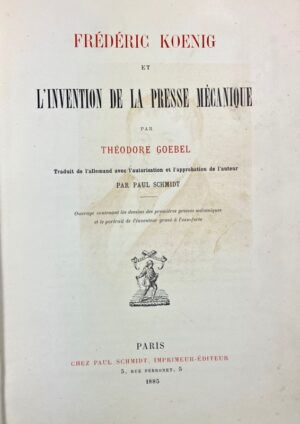 FRÉDÉRIC KOENIG
ET
L'INVENTION DE LA PRESSE MÉCANIQUE
PAR
THÉODORE GOEBEL
Traduit de l'allemand avec l'autorisation et l'approbation de l'auteur
PAR PAUL SCHMIDT
Ouvrage contenant les dessins des premières presses mécaniques
et le portrait de l'inventeur gravé à l'eau-forte
PARIS
CHEZ PAUL SCHMIDT, IMPRIMEUR-ÉDITEUR
5, RUE PERRONET, 5
1885